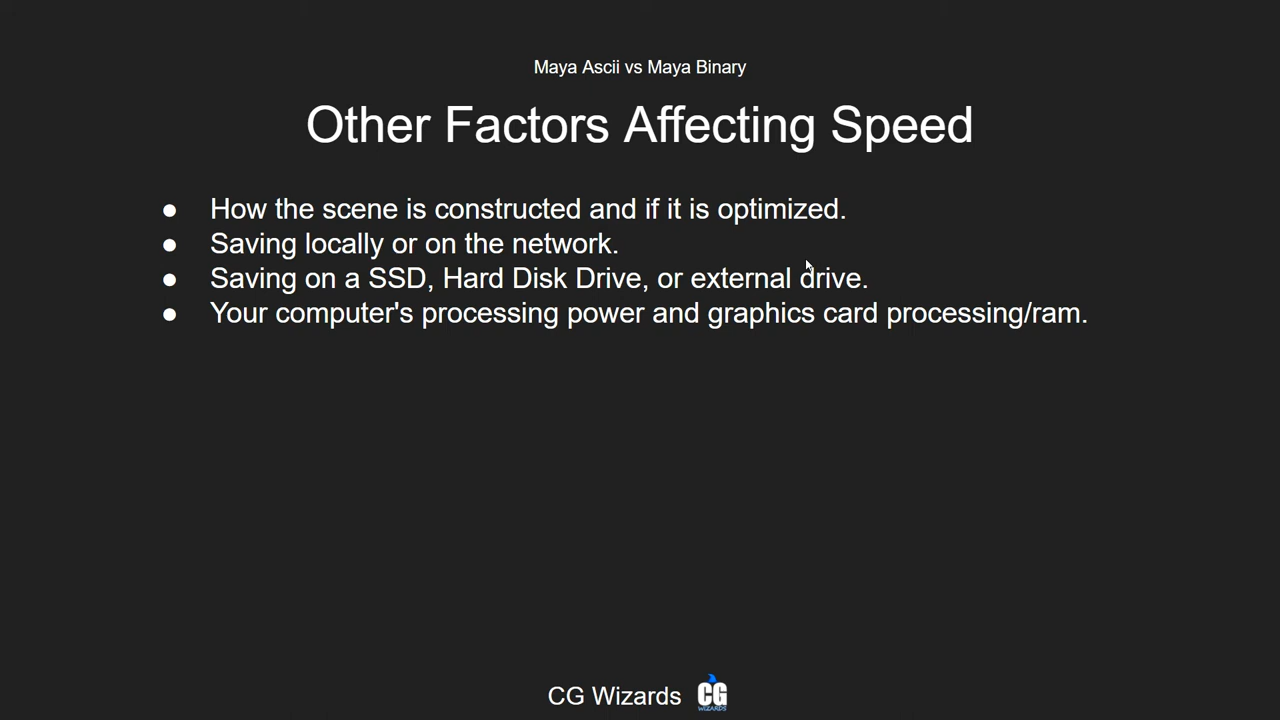 Maya Ascii vs Maya Binary
Other Factors Affecting Speed
● How the scene is constructed and if it is optimized.
● Saving locally or on the network.
● Saving on a SSD, Hard Disk Drive, or external drive.
● Your computer's processing power and graphics card processing/ram.
CG Wizards
CG
WIZARDS